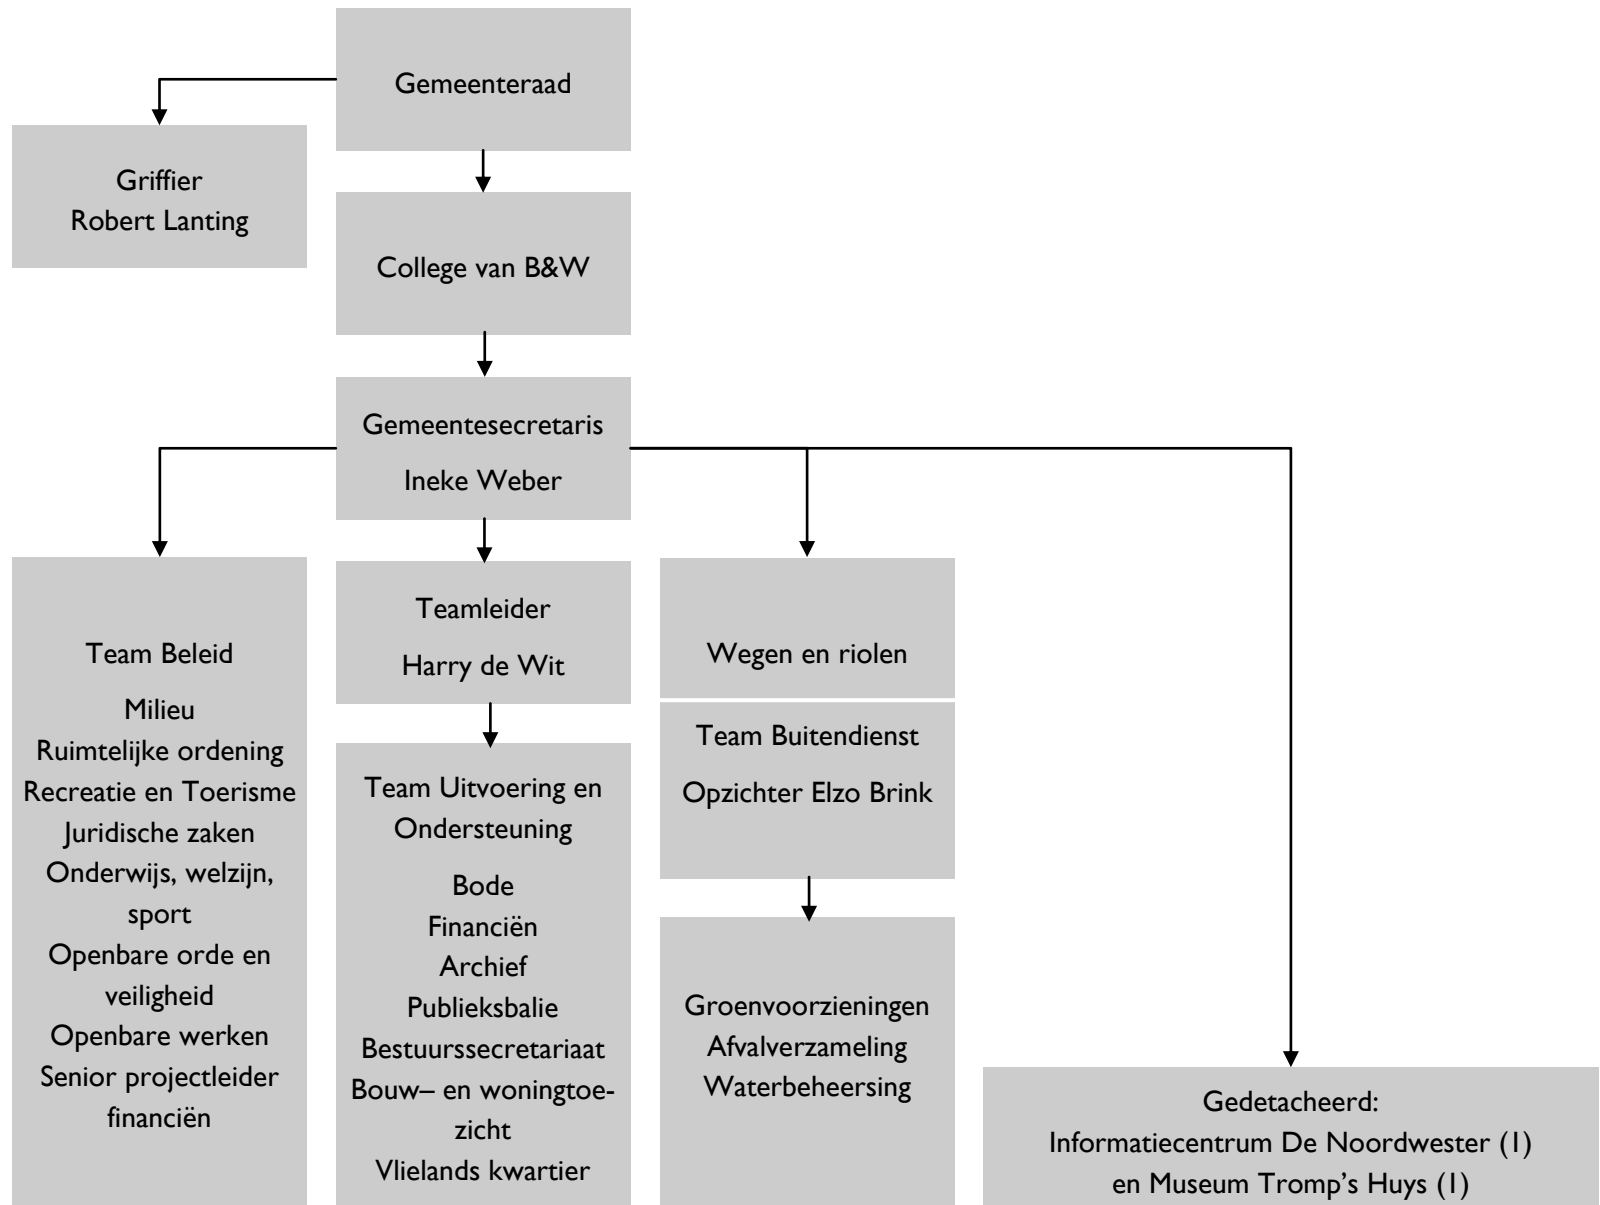 Gemeenteraad
Griffier
Robert Lanting
College van B&W
Gemeentesecretaris
Ineke Weber
Team Beleid
Milieu
Ruimtelijke ordening
Recreatie en Toerisme
Juridische zaken
Onderwijs, welzijn,
sport
Openbare orde en
veiligheid
Openbare werken
Senior projectleider
financiën
Teamleider
Harry de Wit
Team Uitvoering en
Ondersteuning
Bode
Financiën
Archief
Publieksbalie
Bestuurssecretariaat
Bouw– en woningtoe-
zicht
Vlielands kwartier
Wegen en riolen
Team Buitendienst
Opzichter Elzo Brink
Groenvoorzieningen
Afvalverzameling
Waterbeheersing
Gedetacheerd:
Informatiecentrum De Noordwester (1)
en Museum Tromp's Huys (1)